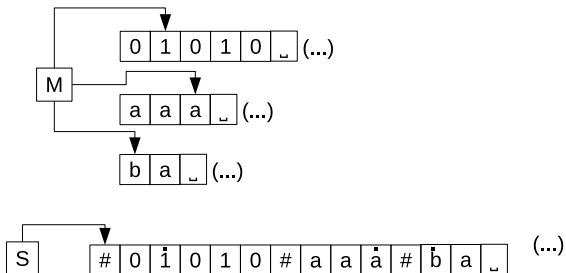 0 1 0 1 0 ␣ (...)
M
a a a ␣ (...)
b a ␣ (...)
(...)
S # 0 1̇ 0 1 0 # a a ȧ # ḃ a ␣